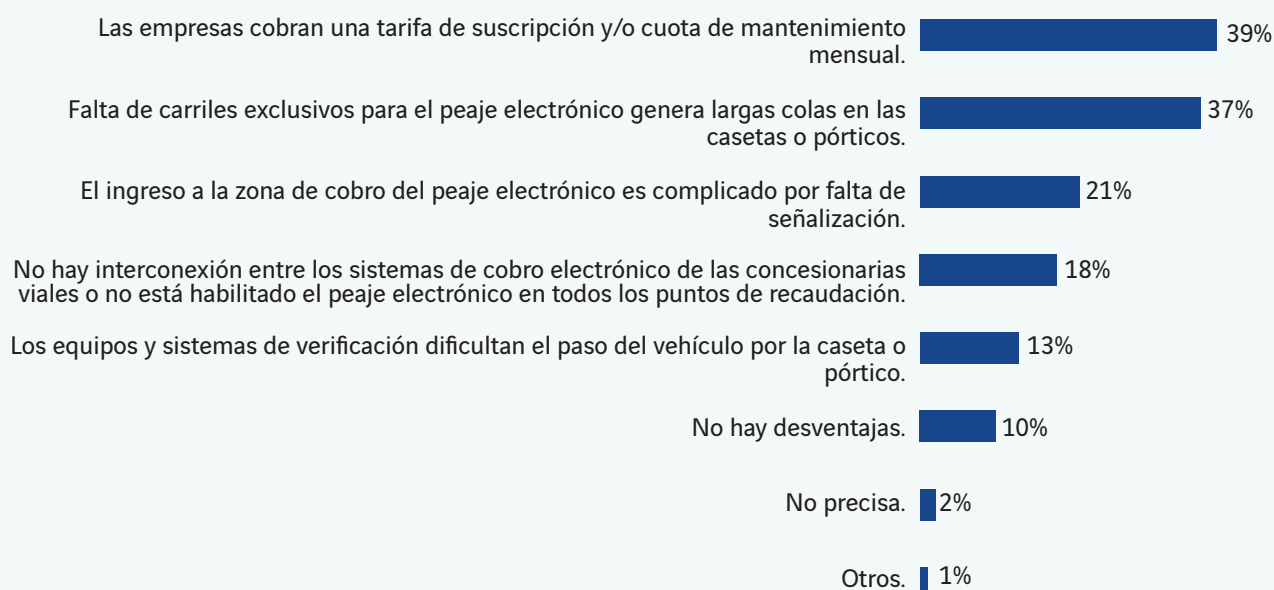 Las empresas cobran una tarifa de suscripción y/o cuota de mantenimiento
mensual.
39%
Falta de carriles exclusivos para el peaje electrónico genera largas colas en las
casetas o pórticos.
37%
El ingreso a la zona de cobro del peaje electrónico es complicado por falta de
señalización.
21%
No hay interconexión entre los sistemas de cobro electrónico de las concesionarias
viales o no está habilitado el peaje electrónico en todos los puntos de recaudación.
18%
Los equipos y sistemas de verificación dificultan el paso del vehículo por la caseta o
pórtico.
13%
No hay desventajas.
10%
No precisa.
2%
Otros.
1%